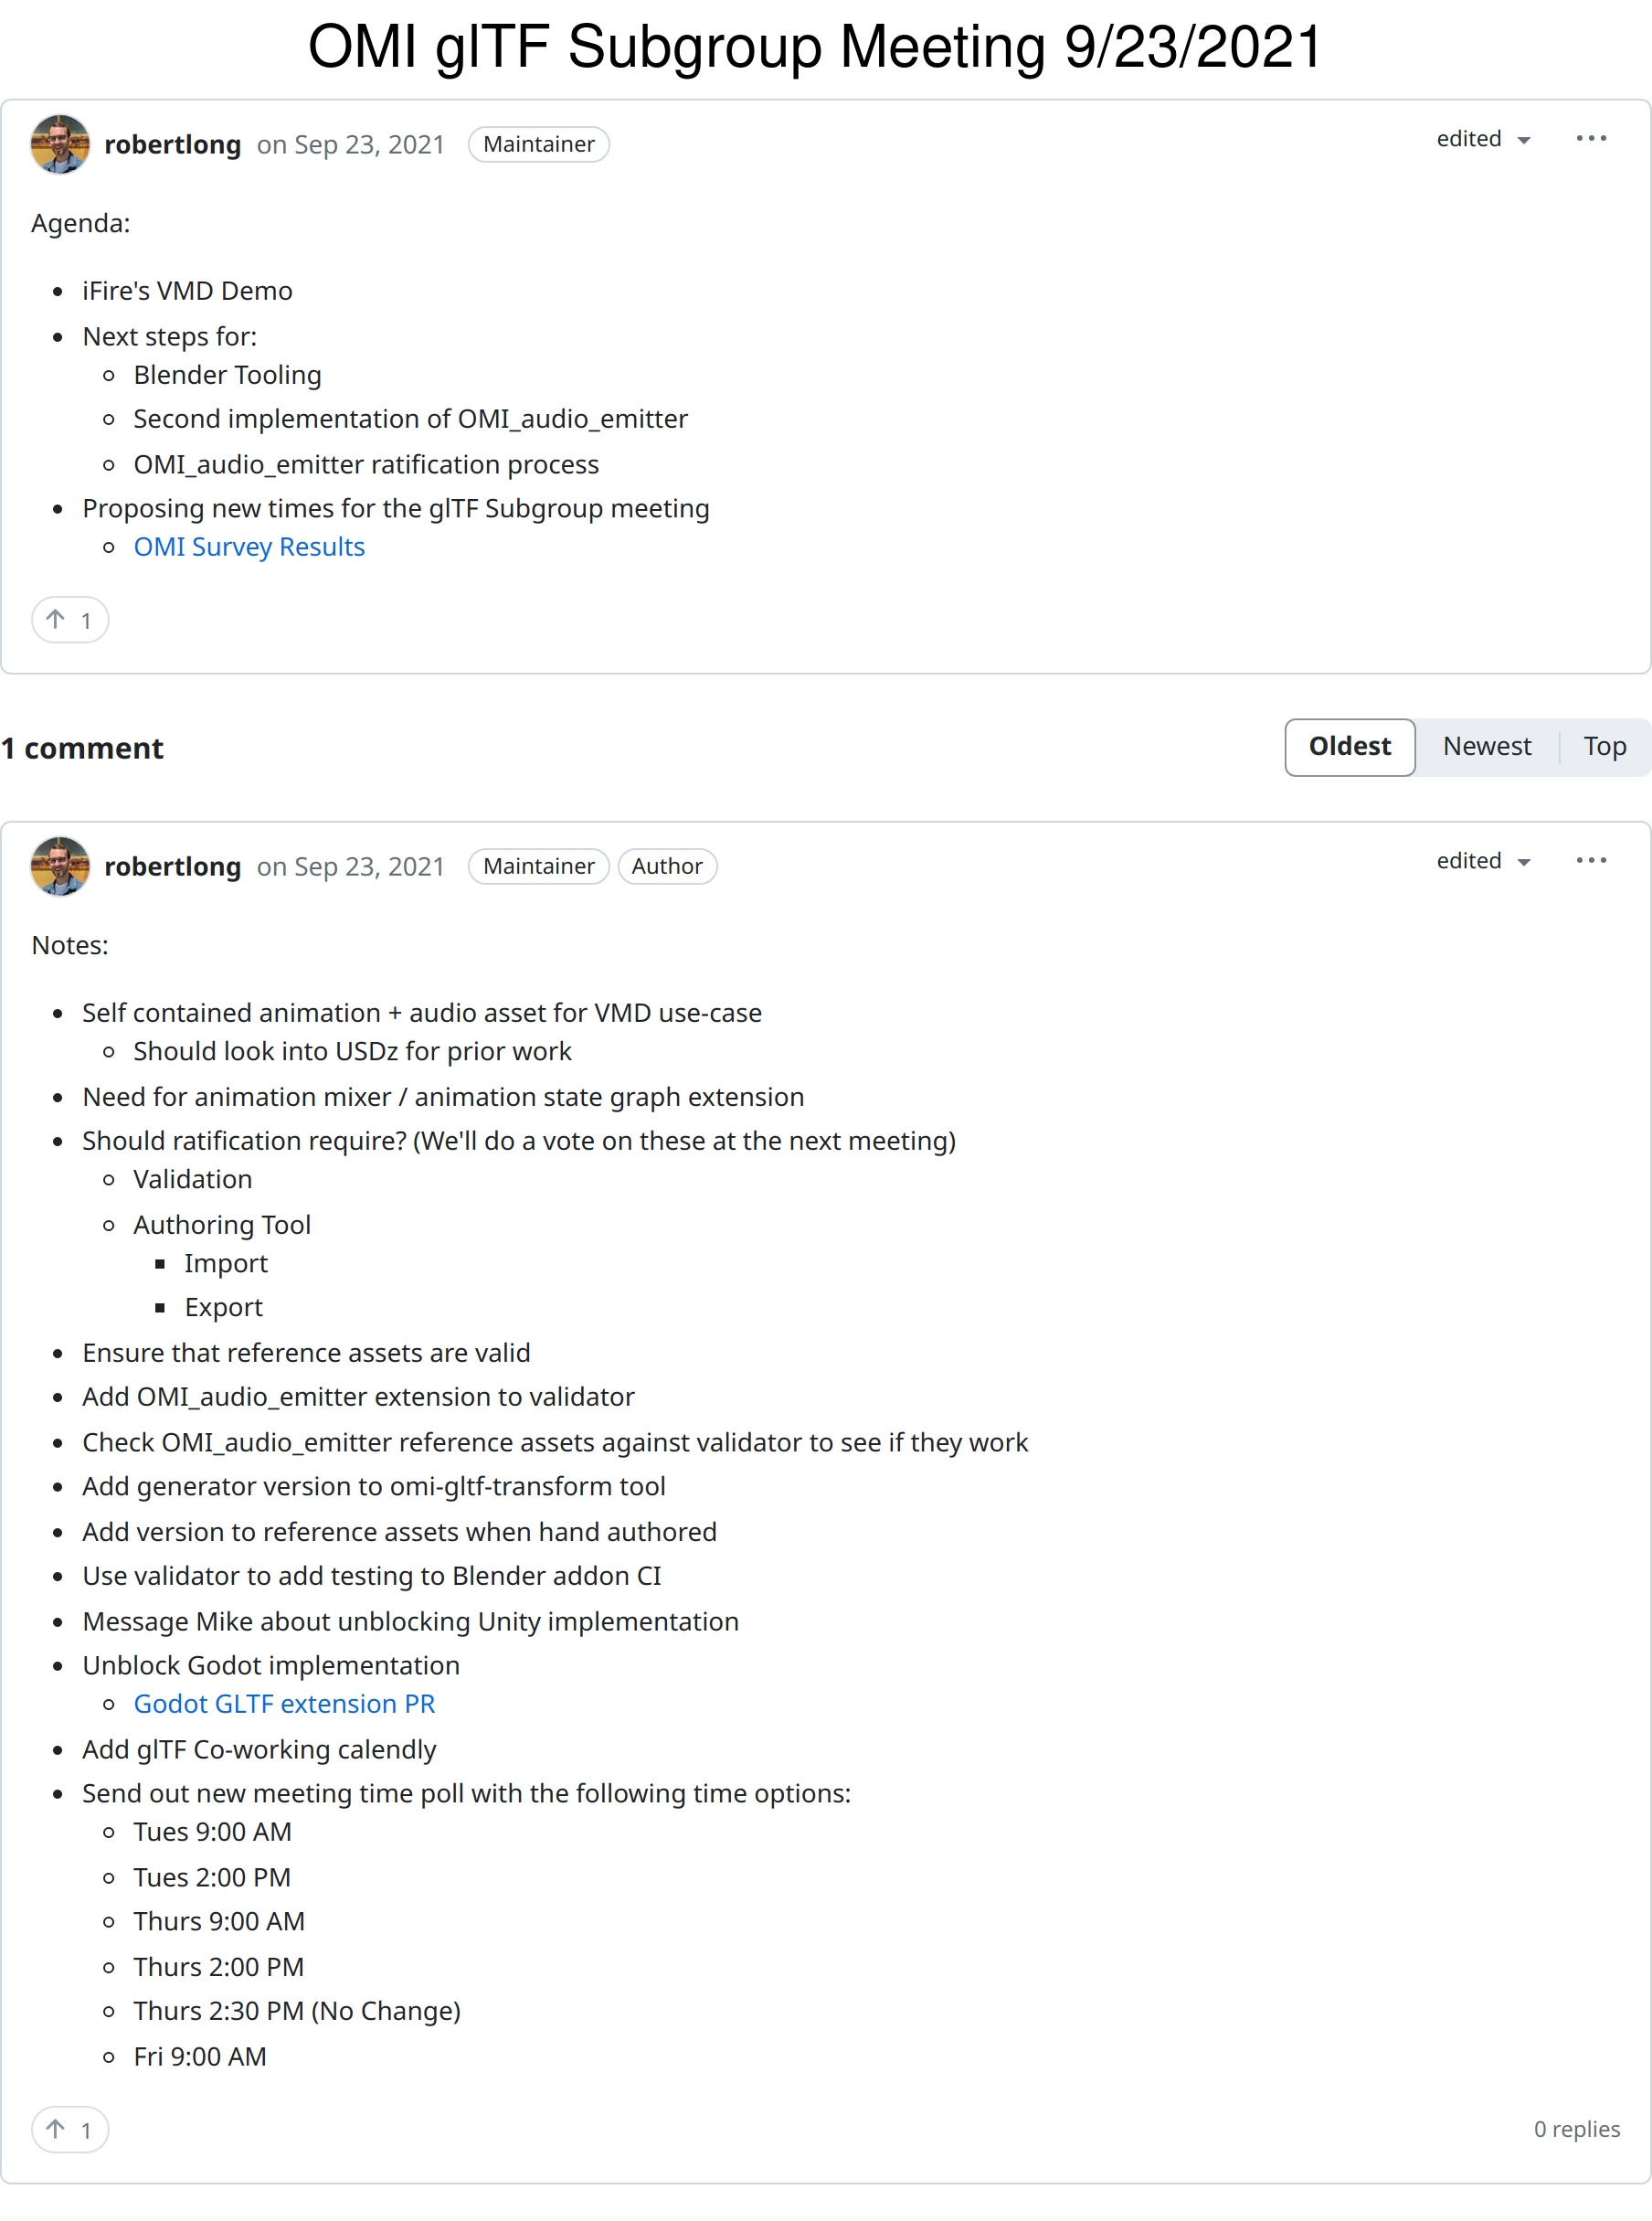 OMI glTF Subgroup Meeting 9/23/2021
robertlong on Sep 23, 2021 Maintainer edited
Agenda:
iFire's VMD Demo
Next steps for:
Blender Tooling
Second implementation of OMI_audio_emitter
OMI_audio_emitter ratification process
Proposing new times for the glTF Subgroup meeting
OMI Survey Results
1
1 comment
Oldest Newest Top
robertlong on Sep 23, 2021 Maintainer Author edited
Notes:
Self contained animation + audio asset for VMD use-case
Should look into USDz for prior work
Need for animation mixer / animation state graph extension
Should ratification require? (We'll do a vote on these at the next meeting)
Validation
Authoring Tool
Import
Export
Ensure that reference assets are valid
Add OMI_audio_emitter extension to validator
Check OMI_audio_emitter reference assets against validator to see if they work
Add generator version to omi-gltf-transform tool
Add version to reference assets when hand authored
Use validator to add testing to Blender addon CI
Message Mike about unblocking Unity implementation
Unblock Godot implementation
Godot GLTF extension PR
Add glTF Co-working calendly
Send out new meeting time poll with the following time options:
Tues 9:00 AM
Tues 2:00 PM
Thurs 9:00 AM
Thurs 2:00 PM
Thurs 2:30 PM (No Change)
Fri 9:00 AM
1 0 replies